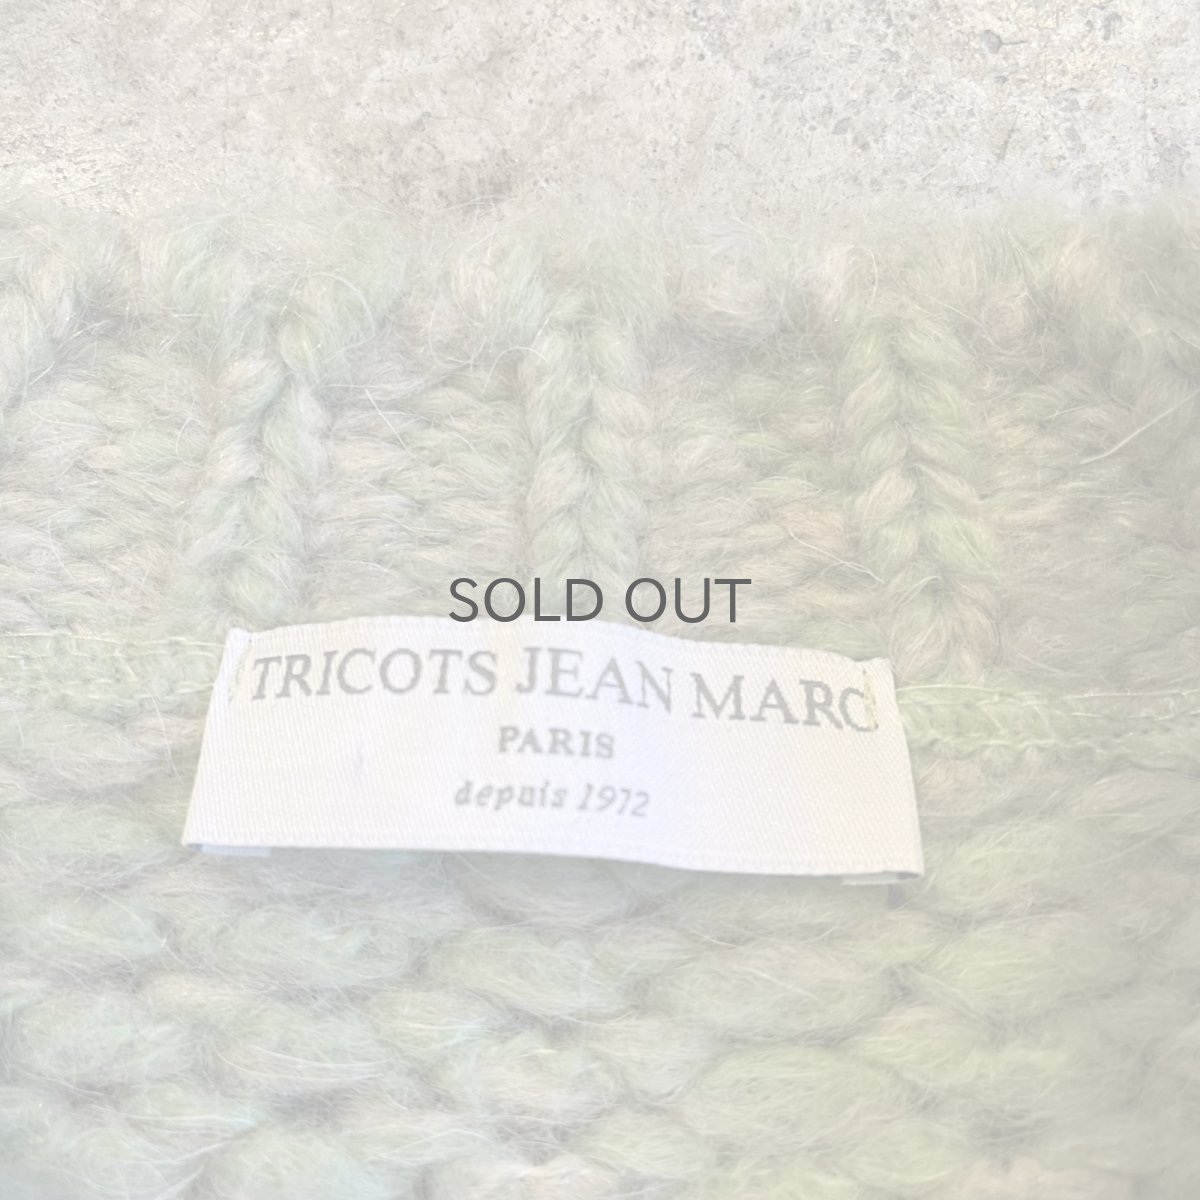 SOLD OUT
TRICOTS JEAN MARC
PARIS
depuis 1972